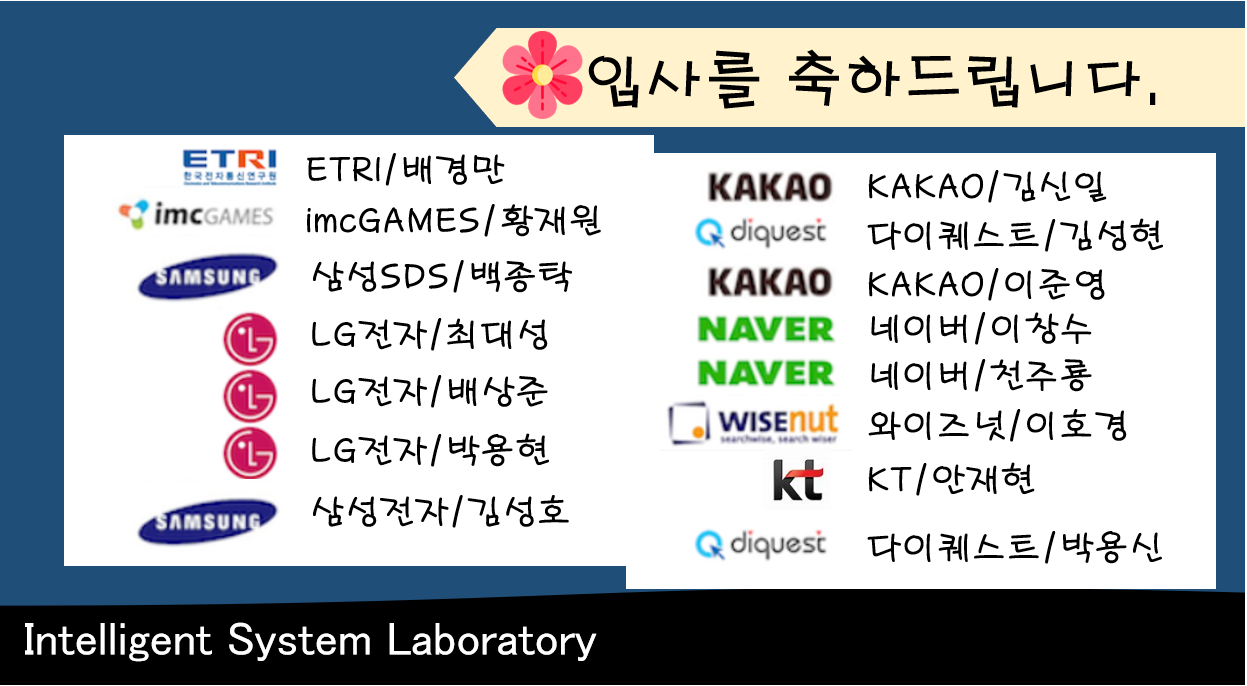 입사를 축하드립니다.
ETRI 한국전자통신연구원 ETRI/배경만
imcGAMES imcGAMES/황재원
SAMSUNG 삼성SDS/백종탁
LG LG전자/최대성
LG LG전자/배상준
LG LG전자/박용현
SAMSUNG 삼성전자/김성호
KAKAO KAKAO/김신일
diquest 다이퀘스트/김성현
KAKAO KAKAO/이준영
NAVER 네이버/이창수
NAVER 네이버/천주룡
WISEnut 와이즈넛/이호경
searchwise, search wiser
kt KT/안재현
diquest 다이퀘스트/박용신
Intelligent System Laboratory